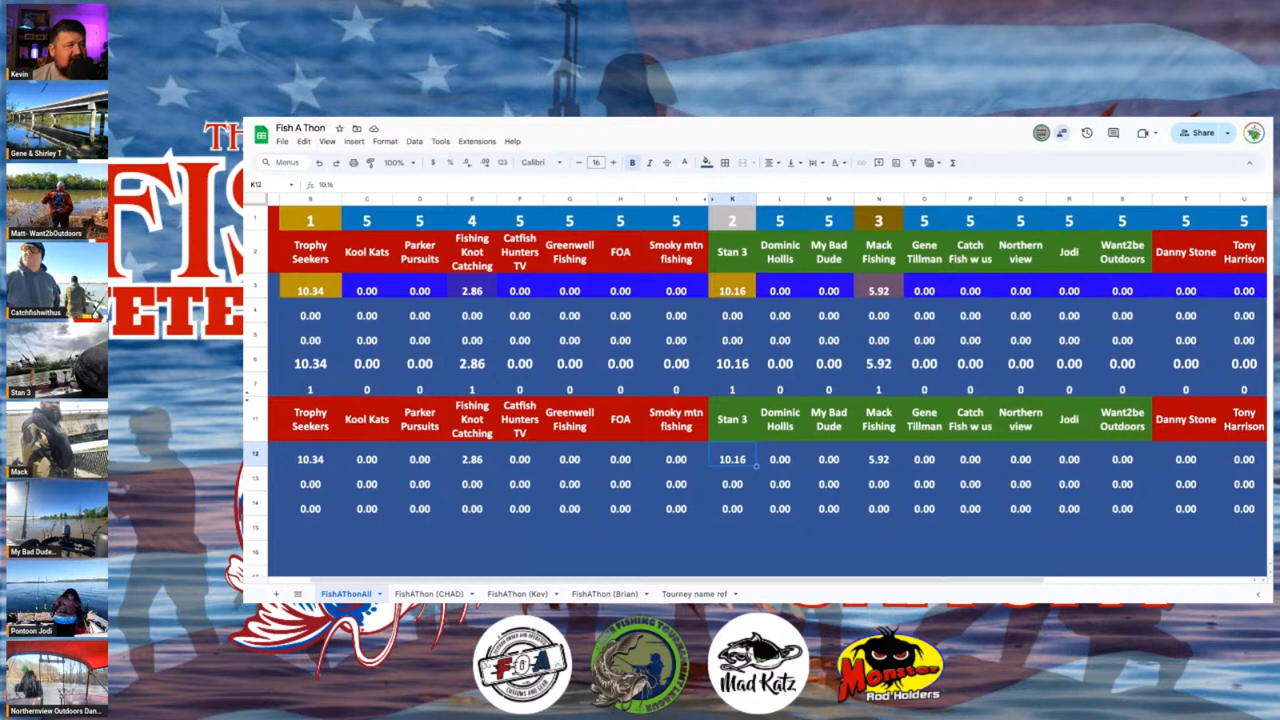 Kevin
Gene & Shirley T
Matt- Want2bOutdoors
Catchfishwithus
Stan 3
Mack
My Bad Dude...
Pontoon Jodi
Northernview Outdoors Dan...
TH
FIS
ETE
Fish A Thon
File Edit View Insert Format Data Tools Extensions Help
Share
Menus 100% $ % .0 .00 123 Calibri 16 B I A
K12 fx 10.16
B C D E F G H I K L M N O P Q R S T U
1 1 5 5 4 5 5 5 5 2 5 5 3 5 5 5 5 5 5 5
2 Trophy Seekers Kool Kats Parker Pursuits Fishing Knot Catching Catfish Hunters TV Greenwell Fishing FOA Smoky mtn fishing Stan 3 Dominic Hollis My Bad Dude Mack Fishing Gene Tillman Catch Fish w us Northern view Jodi Want2be Outdoors Danny Stone Tony Harrison
3 10.34 0.00 0.00 2.86 0.00 0.00 0.00 0.00 10.16 0.00 0.00 5.92 0.00 0.00 0.00 0.00 0.00 0.00 0.00
4 0.00 0.00 0.00 0.00 0.00 0.00 0.00 0.00 0.00 0.00 0.00 0.00 0.00 0.00 0.00 0.00 0.00 0.00 0.00
5 0.00 0.00 0.00 0.00 0.00 0.00 0.00 0.00 0.00 0.00 0.00 0.00 0.00 0.00 0.00 0.00 0.00 0.00 0.00
6 10.34 0.00 0.00 2.86 0.00 0.00 0.00 0.00 10.16 0.00 0.00 5.92 0.00 0.00 0.00 0.00 0.00 0.00 0.00
7 1 0 0 1 0 0 0 0 1 0 0 1 0 0 0 0 0 0 0
11 Trophy Seekers Kool Kats Parker Pursuits Fishing Knot Catching Catfish Hunters TV Greenwell Fishing FOA Smoky mtn fishing Stan 3 Dominic Hollis My Bad Dude Mack Fishing Gene Tillman Catch Fish w us Northern view Jodi Want2be Outdoors Danny Stone Tony Harrison
12 10.34 0.00 0.00 2.86 0.00 0.00 0.00 0.00 10.16 0.00 0.00 5.92 0.00 0.00 0.00 0.00 0.00 0.00 0.00
13 0.00 0.00 0.00 0.00 0.00 0.00 0.00 0.00 0.00 0.00 0.00 0.00 0.00 0.00 0.00 0.00 0.00 0.00 0.00
14 0.00 0.00 0.00 0.00 0.00 0.00 0.00 0.00 0.00 0.00 0.00 0.00 0.00 0.00 0.00 0.00 0.00 0.00 0.00
15
16
FishAThonAll FishAThon (CHAD) FishAThon (Kev) FishAThon (Brian) Tourney name ref
FOA
Mad Katz
Monster
Rod Holders